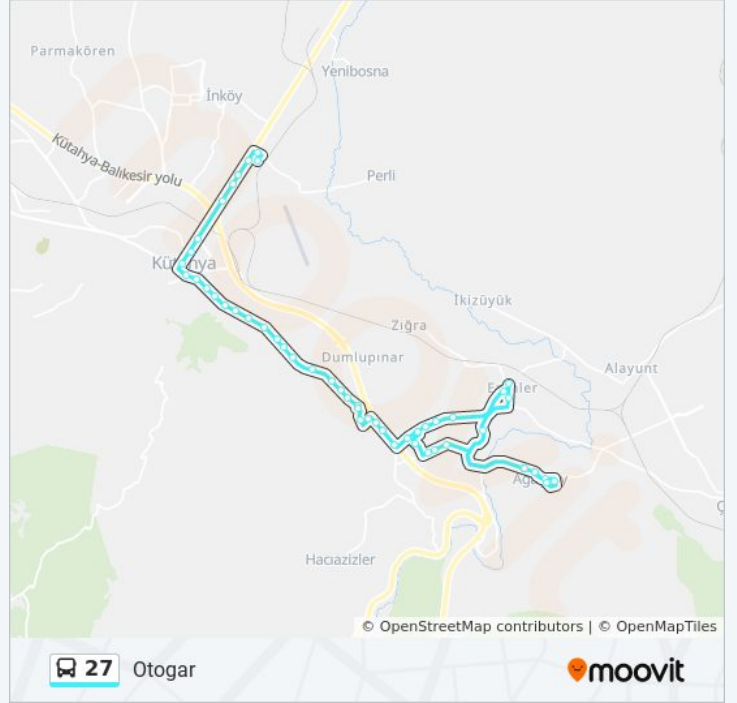 Parmakören
Yenibosna
İnköy
Kütahya-Balıkesir yolu
Perli
İkizüyük
Zığra
Dumlupınar
Alayunt
Hacıazizler
© OpenStreetMap contributors | © OpenMapTiles
27 Otogar
moovit